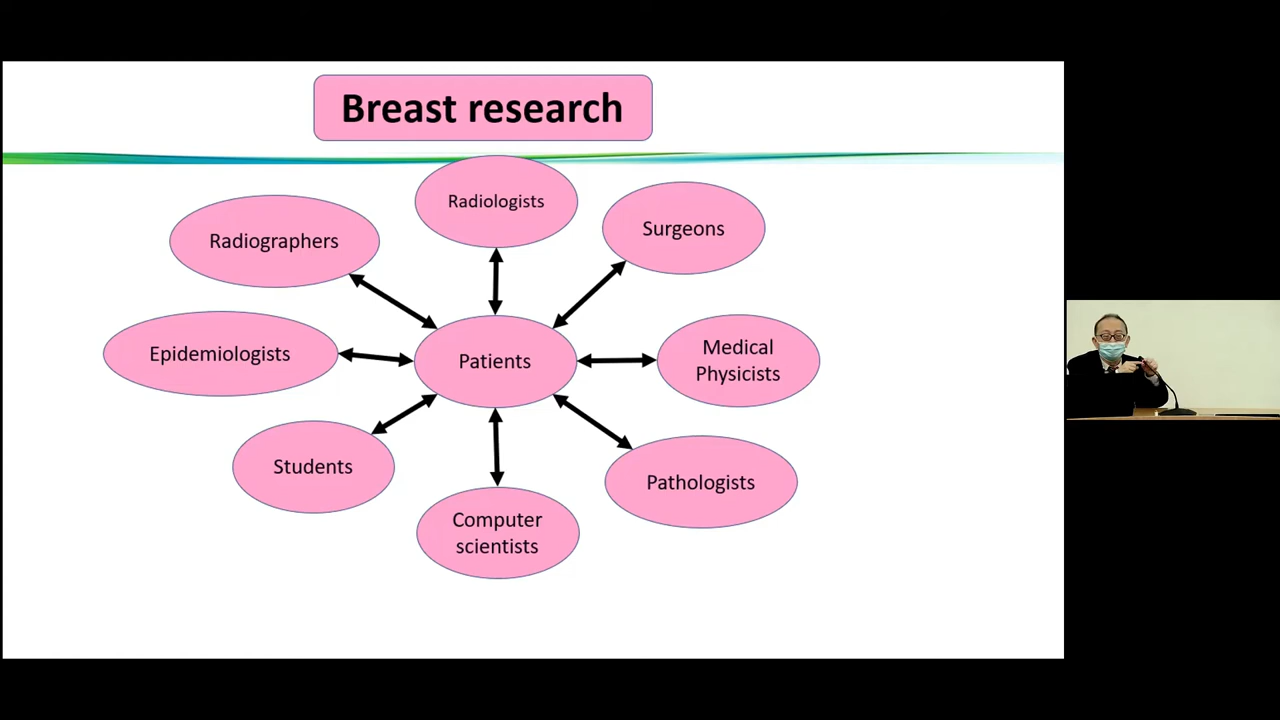 Breast research
Radiologists
Surgeons
Radiographers
Medical
Physicists
Epidemiologists
Patients
Students
Pathologists
Computer
scientists